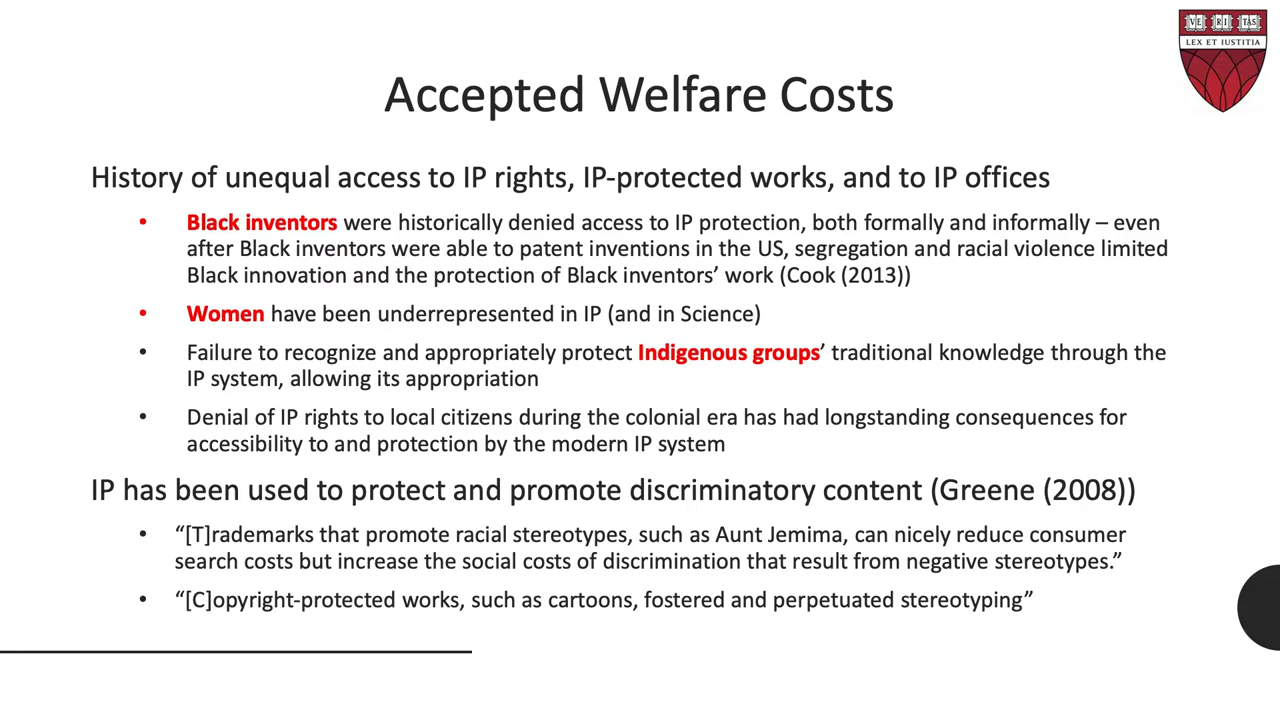 VE RI TAS
LEX ET IUSTITIA
Accepted Welfare Costs
History of unequal access to IP rights, IP-protected works, and to IP offices
• Black inventors were historically denied access to IP protection, both formally and informally – even
after Black inventors were able to patent inventions in the US, segregation and racial violence limited
Black innovation and the protection of Black inventors’ work (Cook (2013))
• Women have been underrepresented in IP (and in Science)
• Failure to recognize and appropriately protect Indigenous groups’ traditional knowledge through the
IP system, allowing its appropriation
• Denial of IP rights to local citizens during the colonial era has had longstanding consequences for
accessibility to and protection by the modern IP system
IP has been used to protect and promote discriminatory content (Greene (2008))
• “[T]rademarks that promote racial stereotypes, such as Aunt Jemima, can nicely reduce consumer
search costs but increase the social costs of discrimination that result from negative stereotypes.”
• “[C]opyright-protected works, such as cartoons, fostered and perpetuated stereotyping”